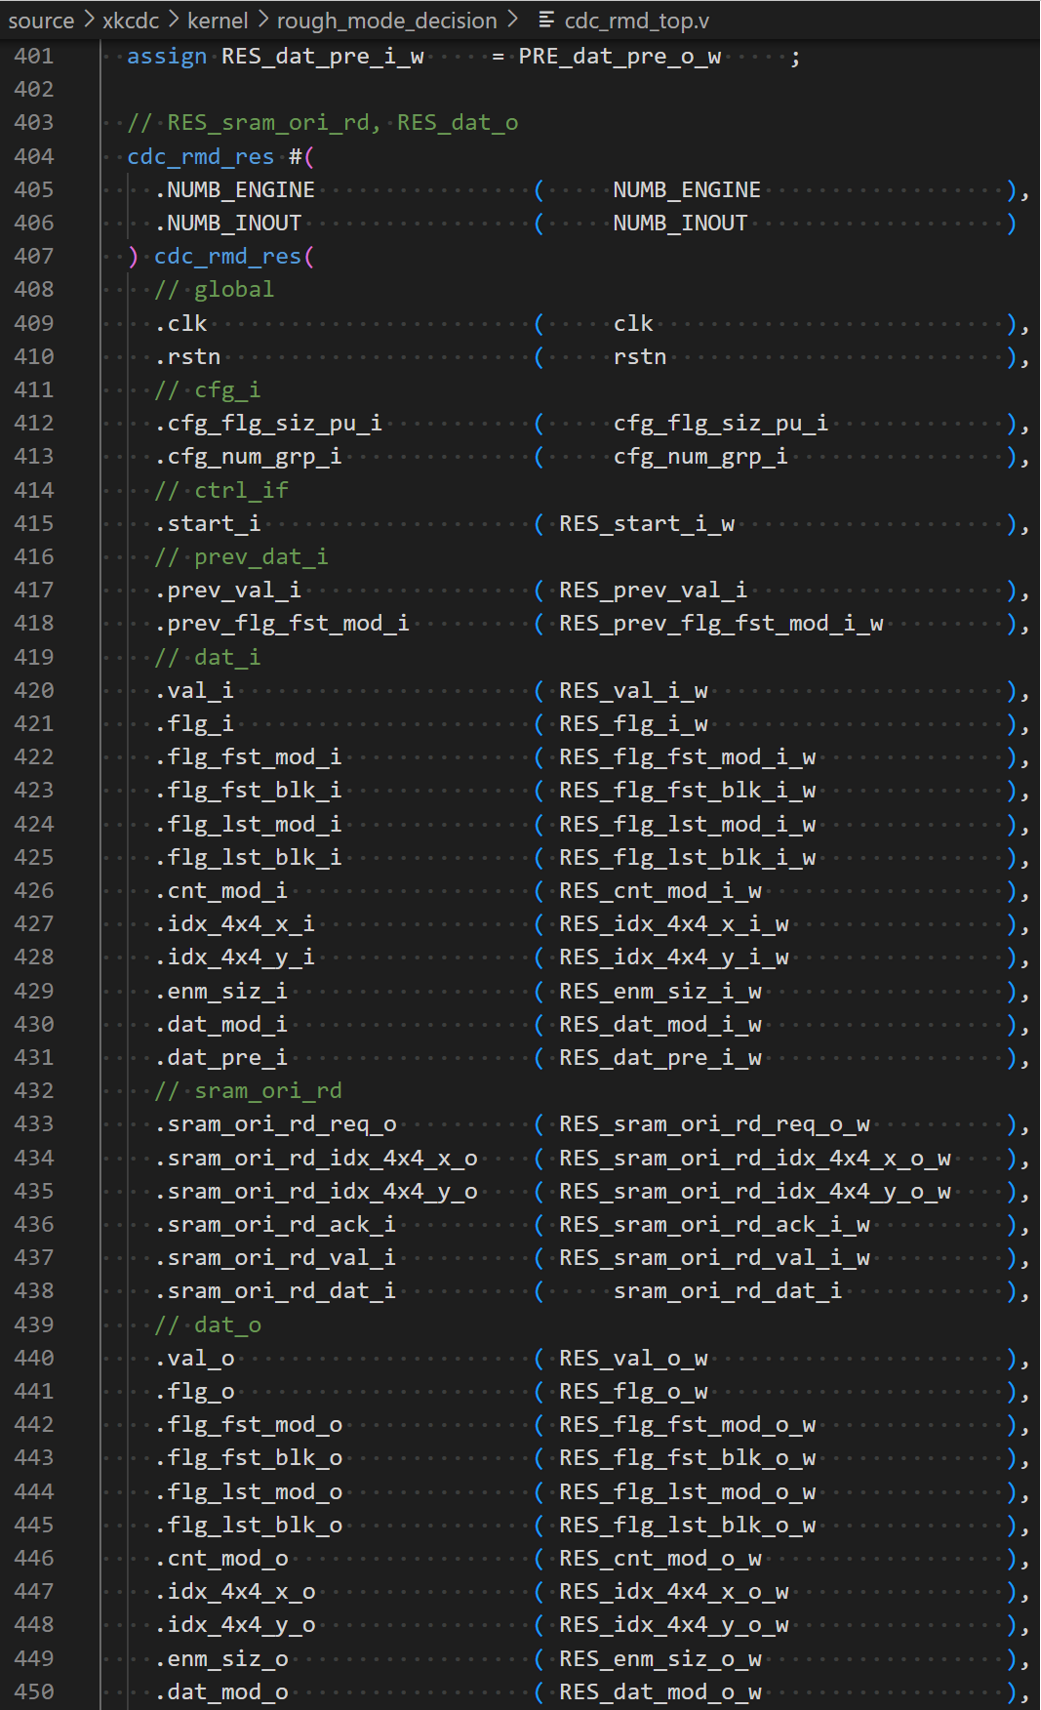 source > xkcdc > kernel > rough_mode_decision > cdc_rmd_top.v
401 assign RES_dat_pre_i_w = PRE_dat_pre_o_w ;
402
403 // RES_sram_ori_rd, RES_dat_o
404 cdc_rmd_res #(
405 .NUMB_ENGINE ( NUMB_ENGINE ),
406 .NUMB_INOUT ( NUMB_INOUT )
407 ) cdc_rmd_res(
408 // global
409 .clk ( clk ),
410 .rstn ( rstn ),
411 // cfg_i
412 .cfg_flg_siz_pu_i ( cfg_flg_siz_pu_i ),
413 .cfg_num_grp_i ( cfg_num_grp_i ),
414 // ctrl_if
415 .start_i ( RES_start_i_w ),
416 // prev_dat_i
417 .prev_val_i ( RES_prev_val_i ),
418 .prev_flg_fst_mod_i ( RES_prev_flg_fst_mod_i_w ),
419 // dat_i
420 .val_i ( RES_val_i_w ),
421 .flg_i ( RES_flg_i_w ),
422 .flg_fst_mod_i ( RES_flg_fst_mod_i_w ),
423 .flg_fst_blk_i ( RES_flg_fst_blk_i_w ),
424 .flg_lst_mod_i ( RES_flg_lst_mod_i_w ),
425 .flg_lst_blk_i ( RES_flg_lst_blk_i_w ),
426 .cnt_mod_i ( RES_cnt_mod_i_w ),
427 .idx_4x4_x_i ( RES_idx_4x4_x_i_w ),
428 .idx_4x4_y_i ( RES_idx_4x4_y_i_w ),
429 .enm_siz_i ( RES_enm_siz_i_w ),
430 .dat_mod_i ( RES_dat_mod_i_w ),
431 .dat_pre_i ( RES_dat_pre_i_w ),
432 // sram_ori_rd
433 .sram_ori_rd_req_o ( RES_sram_ori_rd_req_o_w ),
434 .sram_ori_rd_idx_4x4_x_o ( RES_sram_ori_rd_idx_4x4_x_o_w ),
435 .sram_ori_rd_idx_4x4_y_o ( RES_sram_ori_rd_idx_4x4_y_o_w ),
436 .sram_ori_rd_ack_i ( RES_sram_ori_rd_ack_i_w ),
437 .sram_ori_rd_val_i ( RES_sram_ori_rd_val_i_w ),
438 .sram_ori_rd_dat_i ( sram_ori_rd_dat_i ),
439 // dat_o
440 .val_o ( RES_val_o_w ),
441 .flg_o ( RES_flg_o_w ),
442 .flg_fst_mod_o ( RES_flg_fst_mod_o_w ),
443 .flg_fst_blk_o ( RES_flg_fst_blk_o_w ),
444 .flg_lst_mod_o ( RES_flg_lst_mod_o_w ),
445 .flg_lst_blk_o ( RES_flg_lst_blk_o_w ),
446 .cnt_mod_o ( RES_cnt_mod_o_w ),
447 .idx_4x4_x_o ( RES_idx_4x4_x_o_w ),
448 .idx_4x4_y_o ( RES_idx_4x4_y_o_w ),
449 .enm_siz_o ( RES_enm_siz_o_w ),
450 .dat_mod_o ( RES_dat_mod_o_w ),